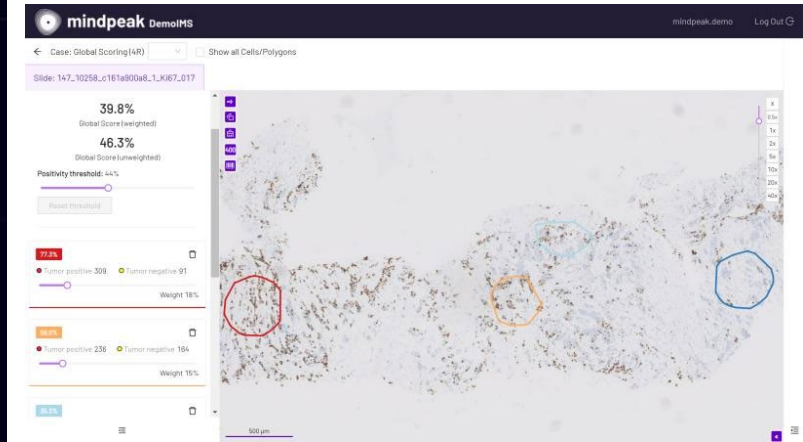 mindpeak DemoIMS
mindpeak.demo Log Out
Case: Global Scoring (4R) Show all Cells/Polygons
Slide: 147_10258_c161a900a8_1_Ki67_017
39.8%
Global Score (weighted)
46.3%
Global Score (unweighted)
Positivity threshold: 44%
Reset threshold
77.3%
Tumor positive 309 Tumor negative 91
Weight 18%
Tumor positive 236 Tumor negative 164
Weight 15%
400
x
0.5x
1x
2x
5x
10x
20x
40x
500 µm